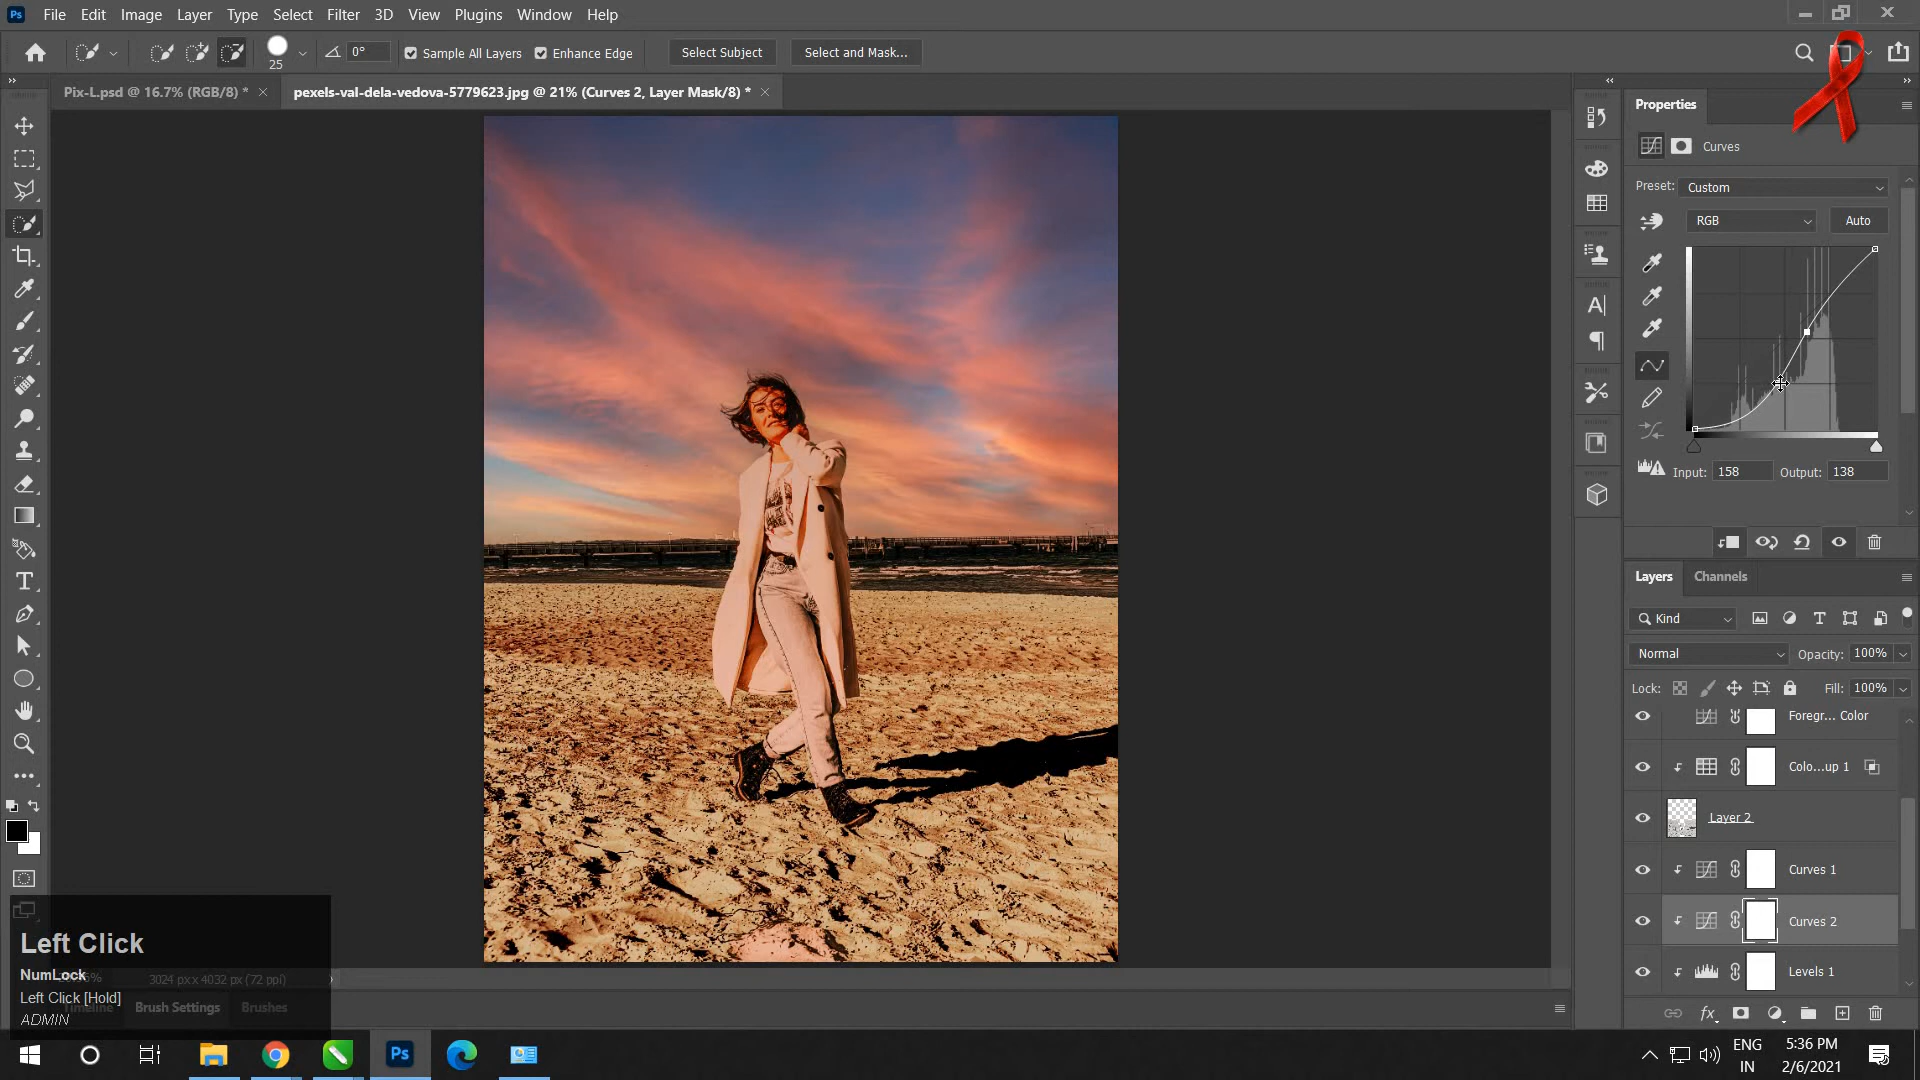 Ps File Edit Image Layer Type Select Filter 3D View Plugins Window Help
25 0° Sample All Layers Enhance Edge Select Subject Select and Mask...
Pix-L.psd @ 16.7% (RGB/8) * pexels-val-dela-vedova-5779623.jpg @ 21% (Curves 2, Layer Mask/8) *
Properties
Curves
Preset: Custom
RGB Auto
Input: 158 Output: 138
Layers Channels
Kind
Normal Opacity: 100%
Lock: Fill: 100%
Foregr... Color
Colo...up 1
Layer 2
Curves 1
Curves 2
Levels 1
Left Click
NumLock
3024 px x 4032 px (72 ppi)
Left Click [Hold]
Timeline Brush Settings Brushes
ADMIN
Ps ENG 5:36 PM
IN 2/6/2021